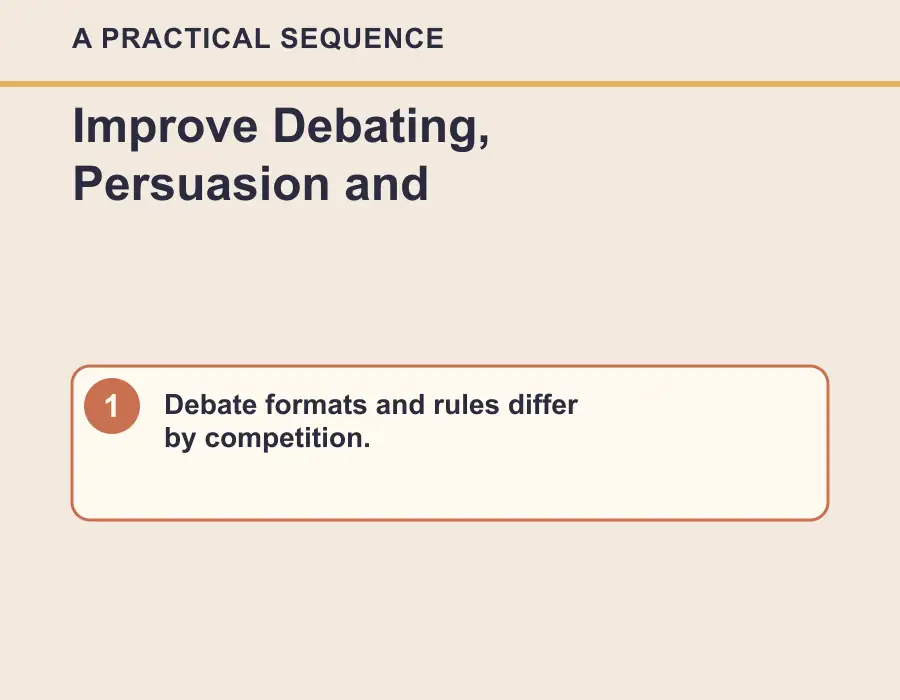 A PRACTICAL SEQUENCE
Improve Debating,
Persuasion and
1
Debate formats and rules differ
by competition.